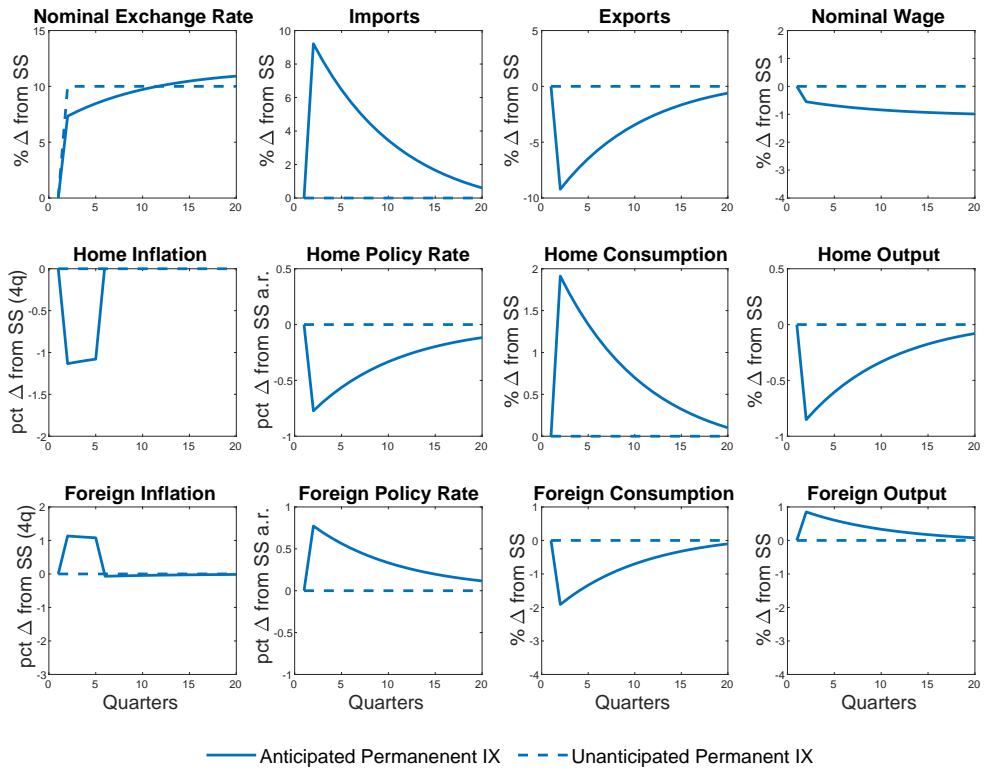 Nominal Exchange Rate
% Δ from SS
15
10
5
0
0 5 10 15 20
Imports
% Δ from SS
10
8
6
4
2
0
0 5 10 15 20
Exports
% Δ from SS
5
0
-5
-10
0 5 10 15 20
Nominal Wage
% Δ from SS
2
1
0
-1
-2
-3
-4
0 5 10 15 20
Home Inflation
pct Δ from SS (4q)
0
-0.5
-1
-1.5
-2
0 5 10 15 20
Home Policy Rate
pct Δ from SS a.r.
0.5
0
-0.5
-1
0 5 10 15 20
Home Consumption
% Δ from SS
2
1.5
1
0.5
0
0 5 10 15 20
Home Output
% Δ from SS
0.5
0
-0.5
-1
0 5 10 15 20
Foreign Inflation
pct Δ from SS (4q)
2
1
0
-1
-2
-3
0 5 10 15 20
Quarters
Foreign Policy Rate
pct Δ from SS a.r.
1
0.5
0
-0.5
-1
0 5 10 15 20
Quarters
Foreign Consumption
% Δ from SS
1
0
-1
-2
-3
-4
0 5 10 15 20
Quarters
Foreign Output
% Δ from SS
1
0
-1
-2
-3
-4
0 5 10 15 20
Quarters
Anticipated Permanenent IX
Unanticipated Permanent IX